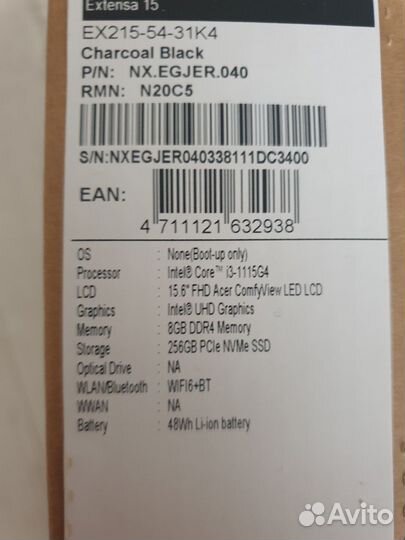 Extensa 15
EX215-54-31K4
Charcoal Black
P/N: NX.EGJER.040
RMN: N20C5
S/N:NXEGJER040338111DC3400
EAN:
4 711121 632938
OS : None(Boot-up only)
Processor : Intel® Core™ i3-1115G4
LCD : 15.6" FHD Acer ComfyView LED LCD
Graphics : Intel® UHD Graphics
Memory : 8GB DDR4 Memory
Storage : 256GB PCIe NVMe SSD
Optical Drive : NA
WLAN/Bluetooth : WIFI6+BT
WWAN : NA
Battery : 48Wh Li-ion battery
Avito